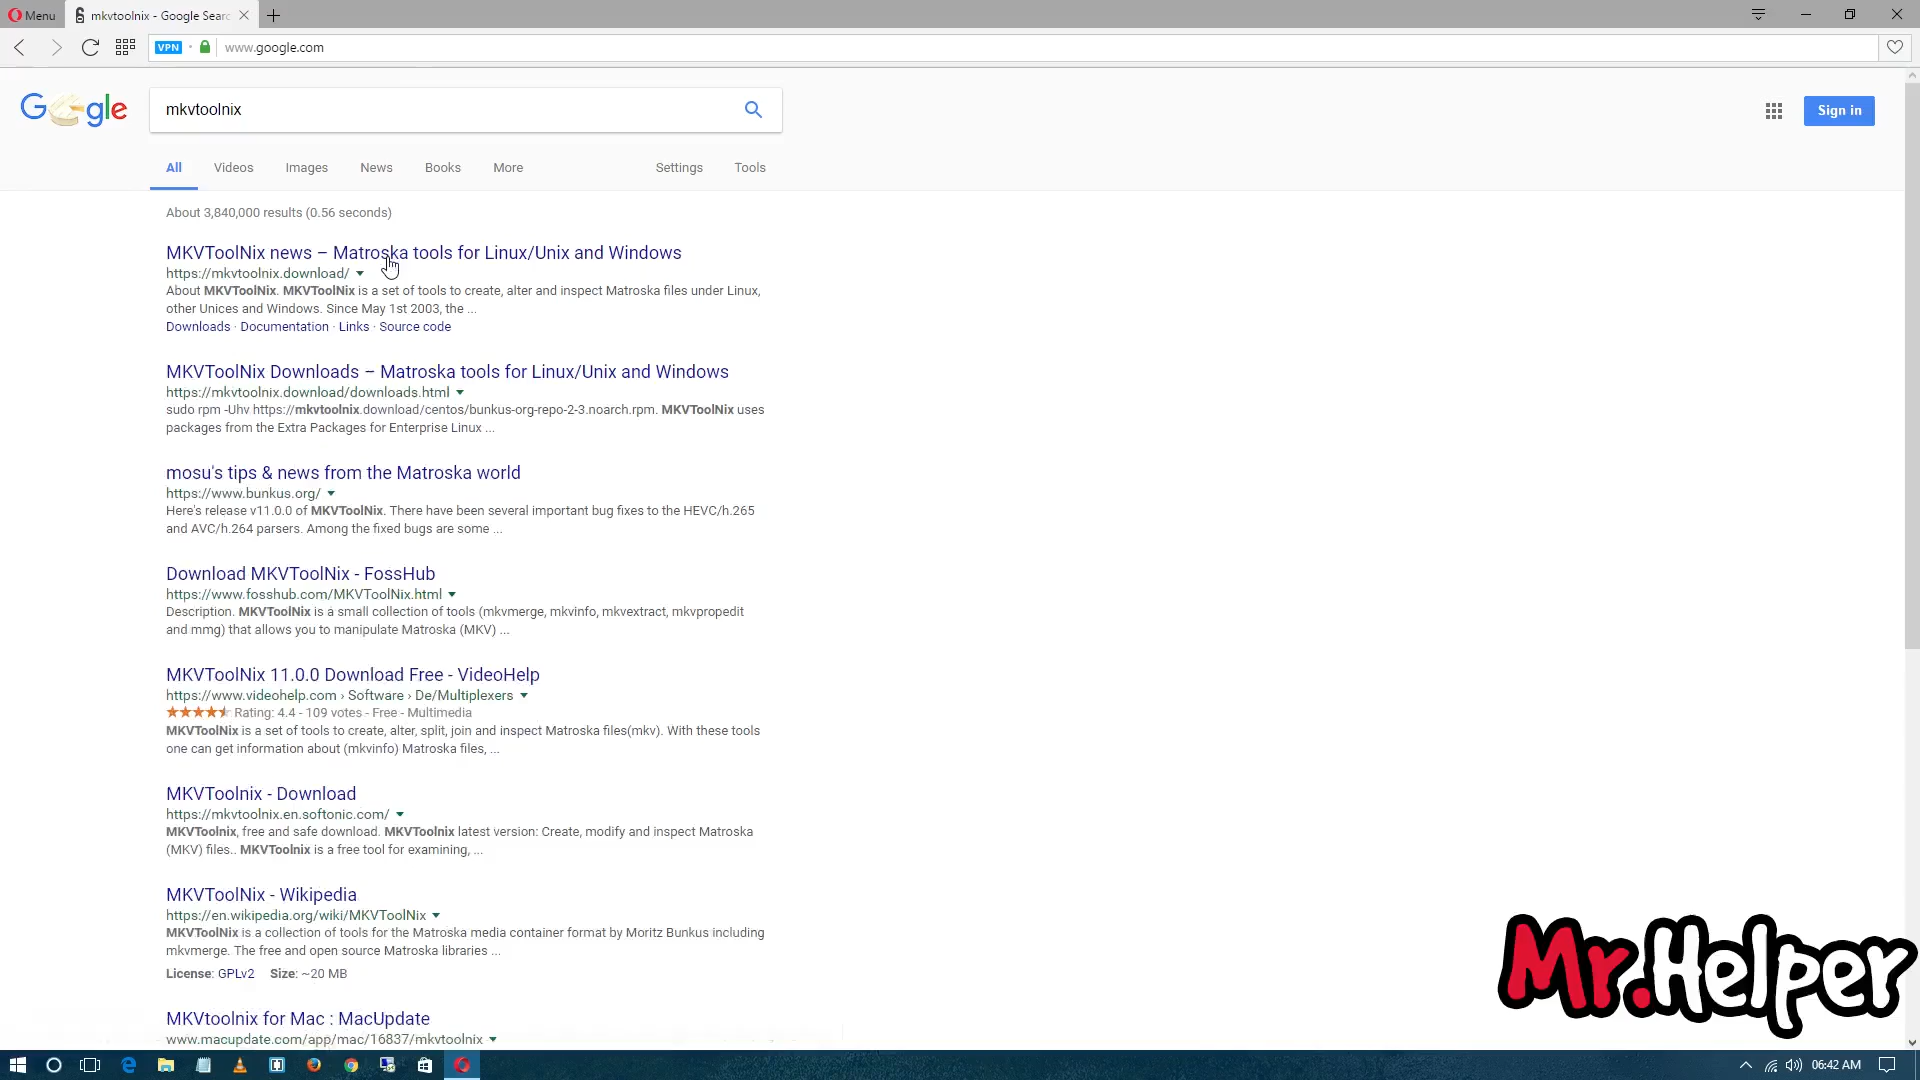 Menu
mkvtoolnix - Google Searc
VPN
www.google.com
Google
mkvtoolnix
Sign in
All Videos Images News Books More Settings Tools
About 3,840,000 results (0.56 seconds)
MKVToolNix news – Matroska tools for Linux/Unix and Windows
https://mkvtoolnix.download/
About MKVToolNix. MKVToolNix is a set of tools to create, alter and inspect Matroska files under Linux,
other Unices and Windows. Since May 1st 2003, the ...
Downloads · Documentation · Links · Source code
MKVToolNix Downloads – Matroska tools for Linux/Unix and Windows
https://mkvtoolnix.download/downloads.html
sudo rpm -Uhv https://mkvtoolnix.download/centos/bunkus-org-repo-2-3.noarch.rpm. MKVToolNix uses
packages from the Extra Packages for Enterprise Linux ...
mosu's tips & news from the Matroska world
https://www.bunkus.org/
Here's release v11.0.0 of MKVToolNix. There have been several important bug fixes to the HEVC/h.265
and AVC/h.264 parsers. Among the fixed bugs are some ...
Download MKVToolNix - FossHub
https://www.fosshub.com/MKVToolNix.html
Description. MKVToolNix is a small collection of tools (mkvmerge, mkvinfo, mkvextract, mkvpropedit
and mmg) that allows you to manipulate Matroska (MKV) ...
MKVToolNix 11.0.0 Download Free - VideoHelp
https://www.videohelp.com › Software › De/Multiplexers
Rating: 4.4 - 109 votes - Free - Multimedia
MKVToolNix is a set of tools to create, alter, split, join and inspect Matroska files(mkv). With these tools
one can get information about (mkvinfo) Matroska files, ...
MKVToolnix - Download
https://mkvtoolnix.en.softonic.com/
MKVToolnix, free and safe download. MKVToolnix latest version: Create, modify and inspect Matroska
(MKV) files.. MKVToolnix is a free tool for examining, ...
MKVToolNix - Wikipedia
https://en.wikipedia.org/wiki/MKVToolNix
MKVToolNix is a collection of tools for the Matroska media container format by Moritz Bunkus including
mkvmerge. The free and open source Matroska libraries ...
License: GPLv2 Size: ~20 MB
MKVtoolnix for Mac : MacUpdate
www.macupdate.com/app/mac/16837/mkvtoolnix
Mr.Helper
06:42 AM